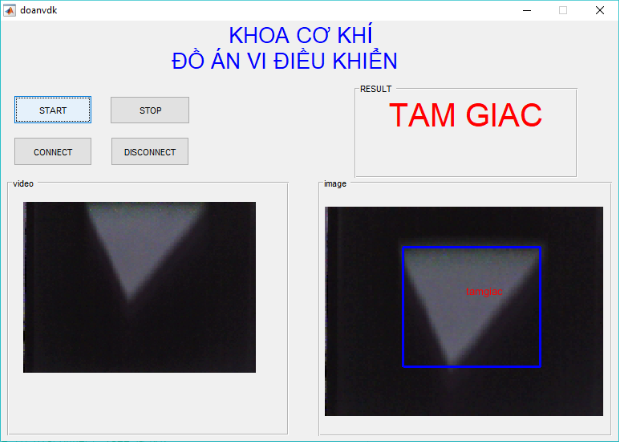 doanvdk
KHOA CƠ KHÍ
ĐỒ ÁN VI ĐIỀU KHIỂN
START
STOP
CONNECT
DISCONNECT
RESULT
TAM GIAC
video
image
tamgiac